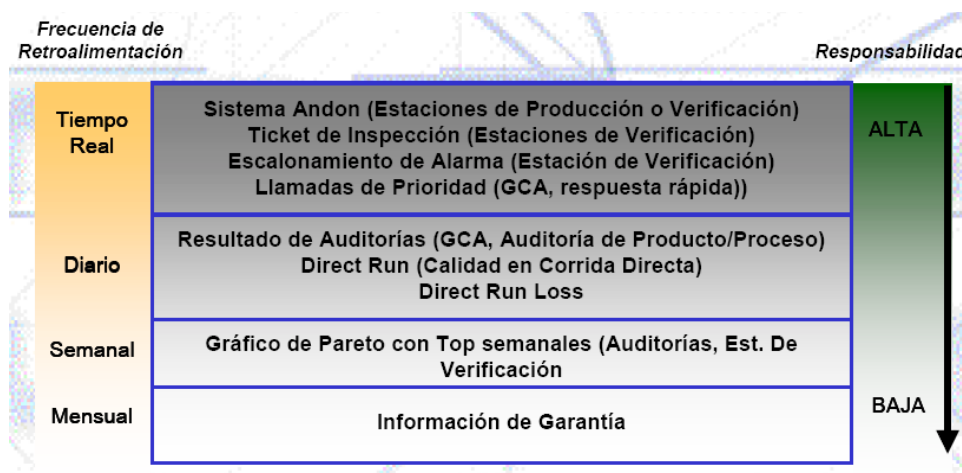 Frecuencia de
Retroalimentación
Responsabilidad
Tiempo
Real
Sistema Andon (Estaciones de Producción o Verificación)
Ticket de Inspección (Estaciones de Verificación)
Escalonamiento de Alarma (Estación de Verificación)
Llamadas de Prioridad (GCA, respuesta rápida))
ALTA
Diario
Resultado de Auditorías (GCA, Auditoría de Producto/Proceso)
Direct Run (Calidad en Corrida Directa)
Direct Run Loss
Semanal
Gráfico de Pareto con Top semanales (Auditorías, Est. De
Verificación
Mensual
Información de Garantía
BAJA